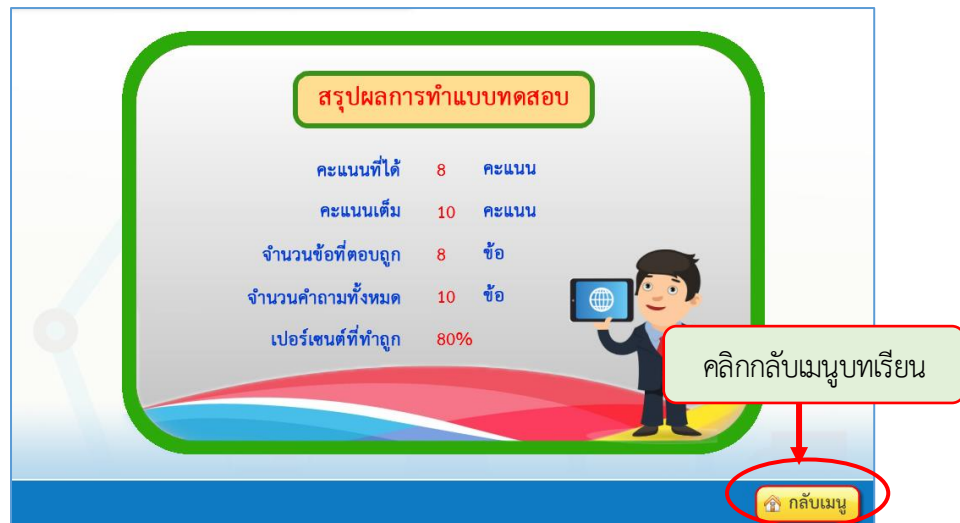 สรุปผลการทำแบบทดสอบ
คะแนนที่ได้ 8 คะแนน
คะแนนเต็ม 10 คะแนน
จำนวนข้อที่ตอบถูก 8 ข้อ
จำนวนคำถามทั้งหมด 10 ข้อ
เปอร์เซนต์ที่ทำถูก 80%
คลิกกลับเมนูบทเรียน
กลับเมนู